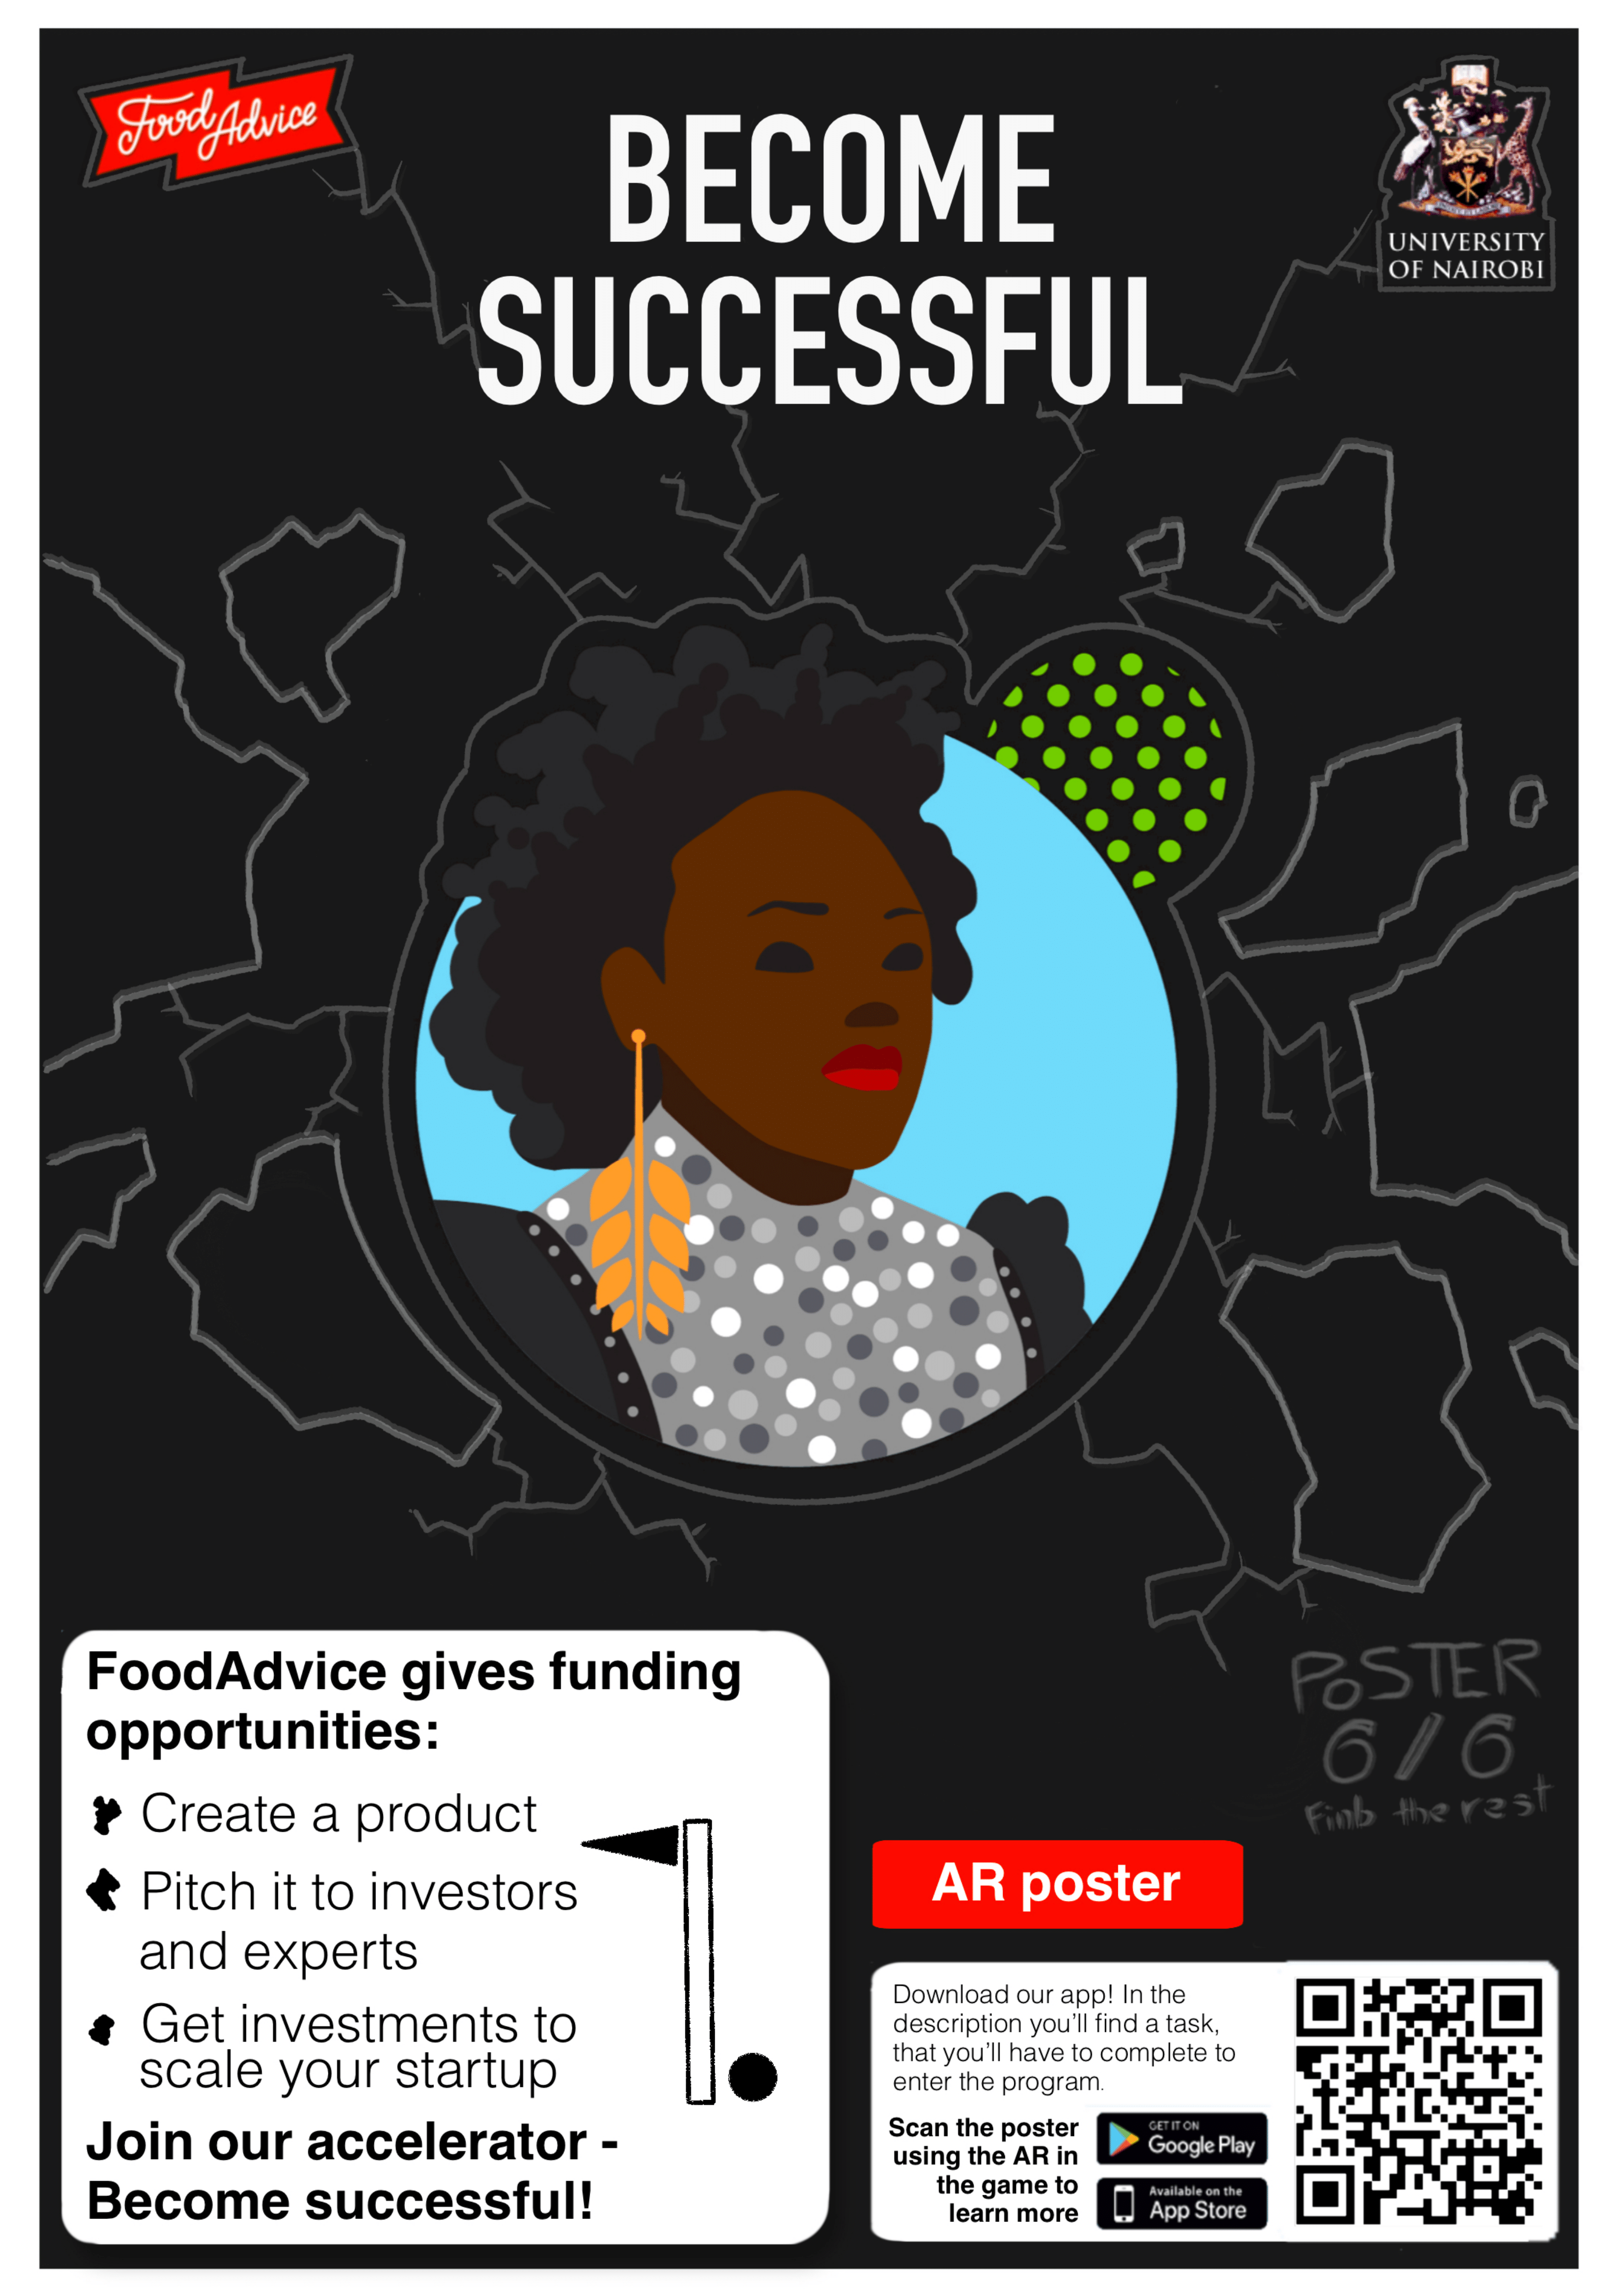 Food Advice
BECOME
SUCCESSFUL
UNIVERSITY
OF NAIROBI
FoodAdvice gives funding
opportunities:
Create a product
Pitch it to investors
and experts
Get investments to
scale your startup
Join our accelerator -
Become successful!
POSTER
6/6
Finb the rest
AR poster
Download our app! In the
description you'll find a task,
that you'll have to complete to
enter the program.
Scan the poster
using the AR in
the game to
learn more
GET IT ON
Google Play
Available on the
App Store